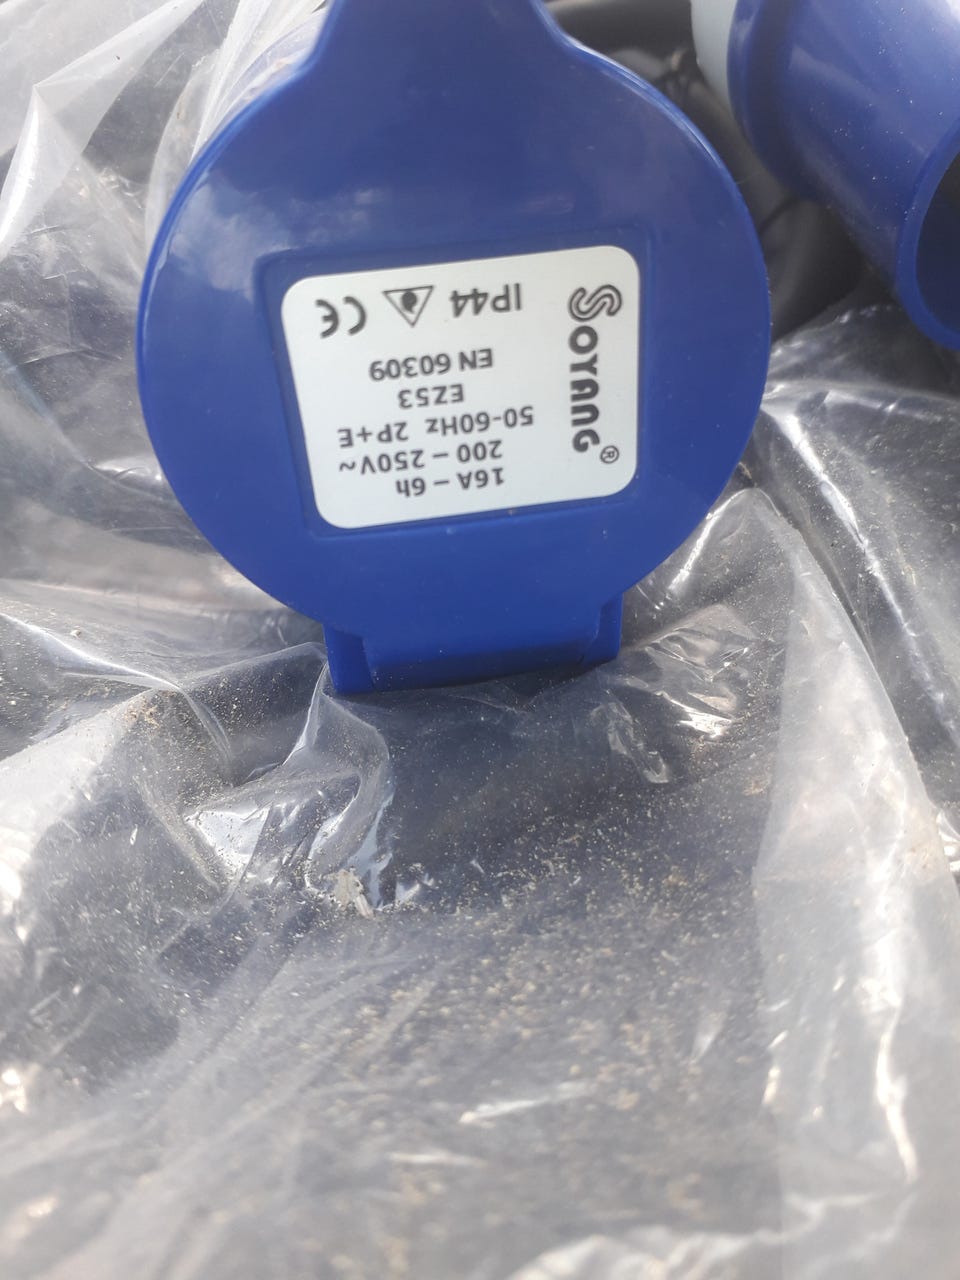 SOYANG®
16A – 6h
200 – 250V~
50-60Hz 2P+E
EZ53
EN 60309
IP44 CE